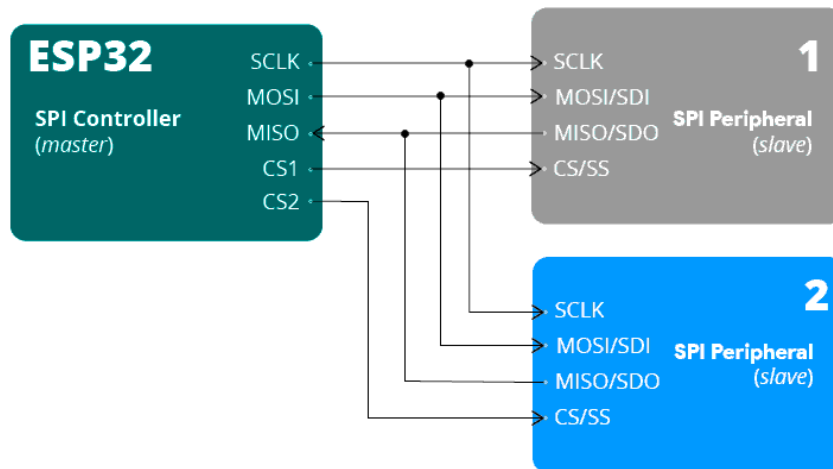 ESP32
SPI Controller
(master)
SCLK
MOSI
MISO
CS1
CS2
1
SCLK
MOSI/SDI
MISO/SDO
CS/SS
SPI Peripheral
(slave)
2
SCLK
MOSI/SDI
MISO/SDO
CS/SS
SPI Peripheral
(slave)